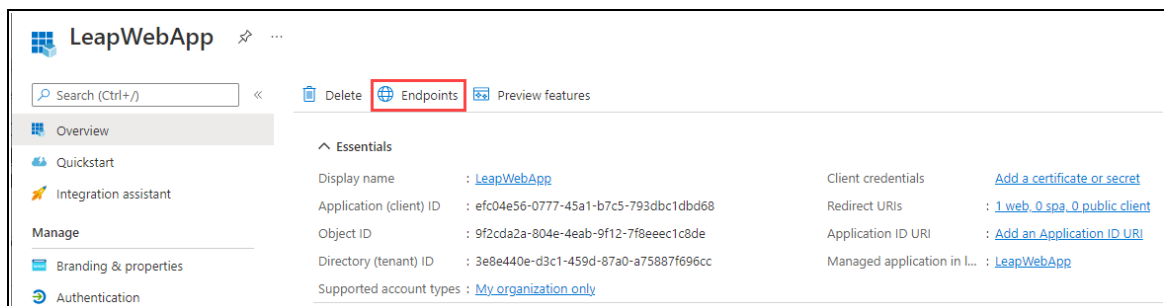 LeapWebApp
Search (Ctrl+/)
Overview
Quickstart
Integration assistant
Manage
Branding & properties
Authentication
Delete Endpoints Preview features
Essentials
Display name : LeapWebApp
Application (client) ID : efc04e56-0777-45a1-b7c5-793dbc1dbd68
Object ID : 9f2cda2a-804e-4eab-9f12-7f8eeec1c8de
Directory (tenant) ID : 3e8e440e-d3c1-459d-87a0-a75887f696cc
Supported account types : My organization only
Client credentials Add a certificate or secret
Redirect URIs : 1 web, 0 spa, 0 public client
Application ID URI : Add an Application ID URI
Managed application in l... : LeapWebApp